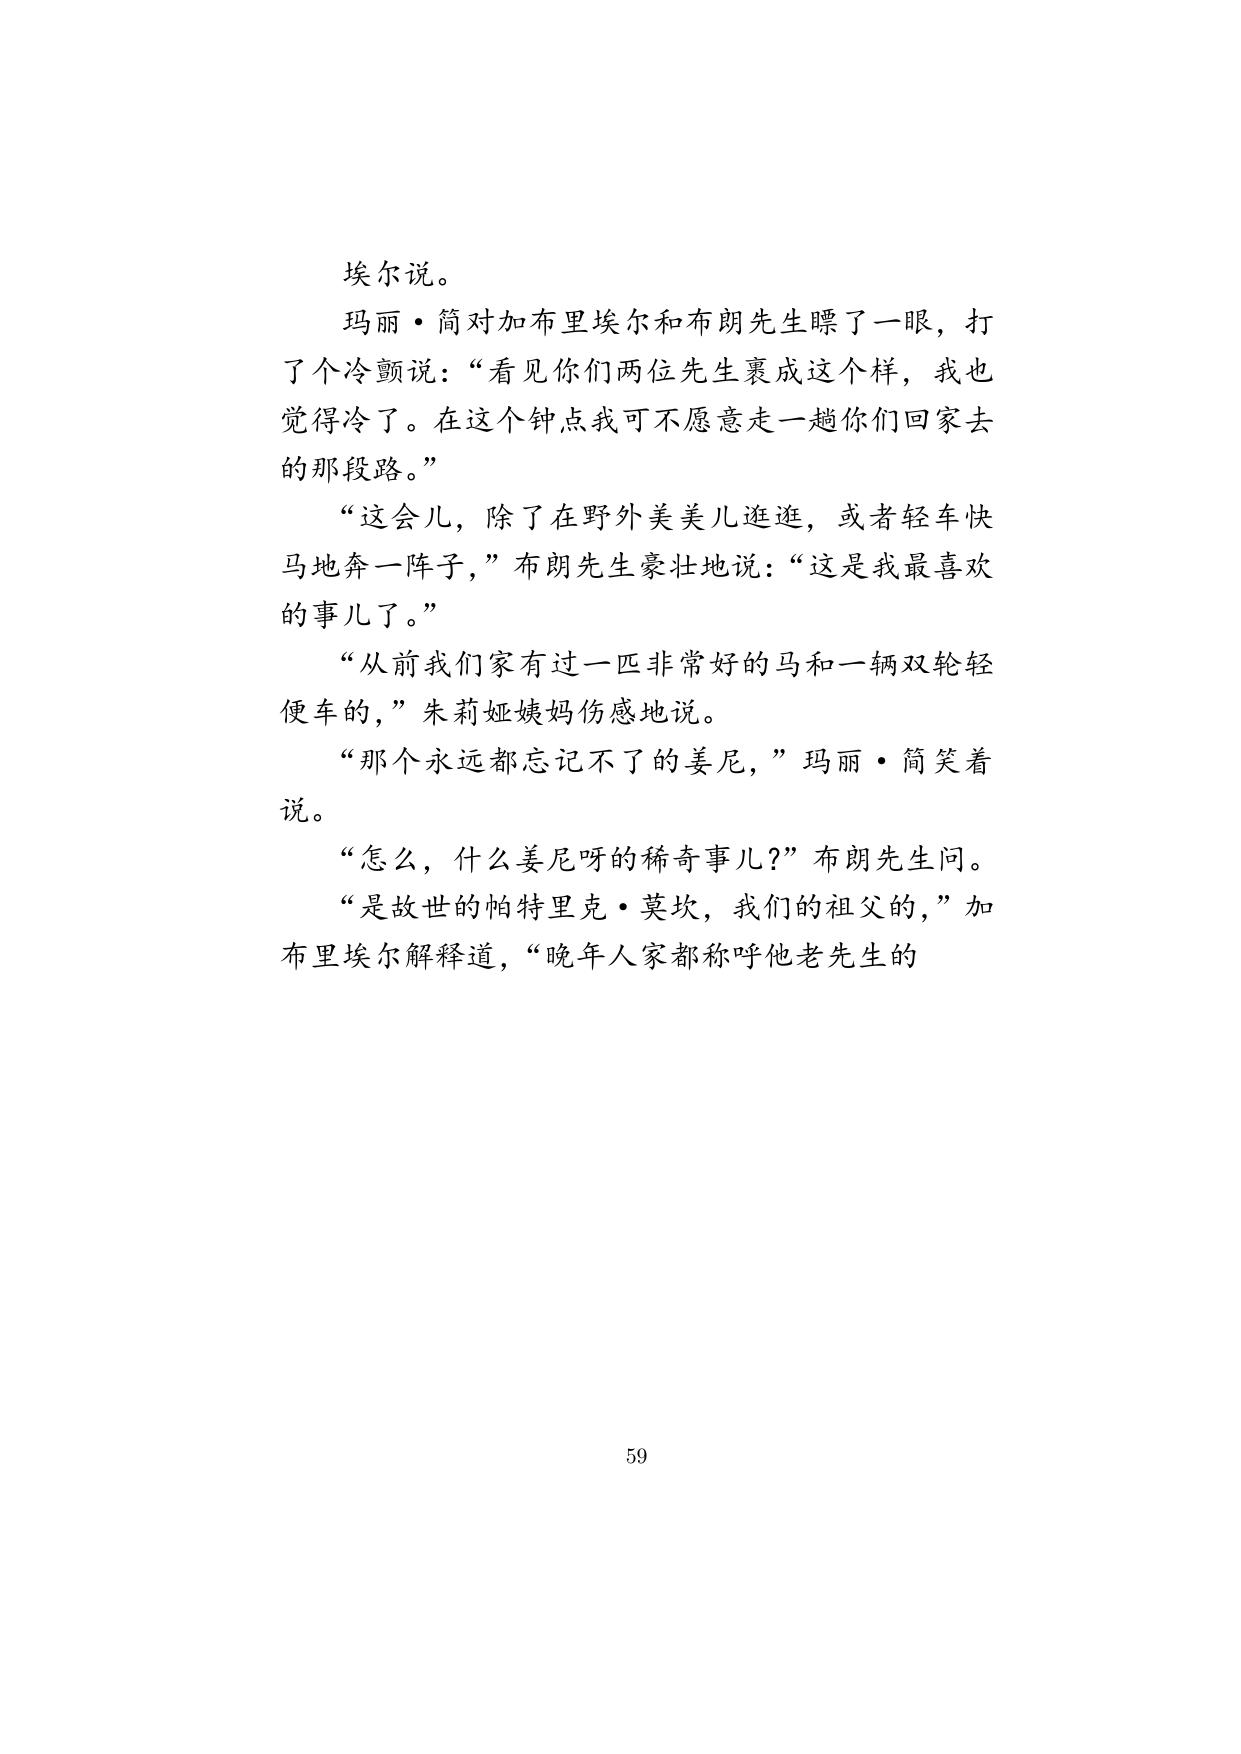 埃尔说。
玛丽·简对加布里埃尔和布朗先生瞟了一眼，打
了个冷颤说：“看见你们两位先生裹成这个样，我也
觉得冷了。在这个钟点我可不愿意走一趟你们回家去
的那段路。”
“这会儿，除了在野外美美儿逛逛，或者轻车快
马地奔一阵子，”布朗先生豪壮地说：“这是我最喜欢
的事儿了。”
“从前我们家有过一匹非常好的马和一辆双轮轻
便车的，”朱莉娅姨妈伤感地说。
“那个永远都忘记不了的姜尼，”玛丽·简笑着
说。
“怎么，什么姜尼呀的稀奇事儿？”布朗先生问。
“是故世的帕特里克·莫坎，我们的祖父的，”加
布里埃尔解释道，“晚年人家都称呼他老先生的
59